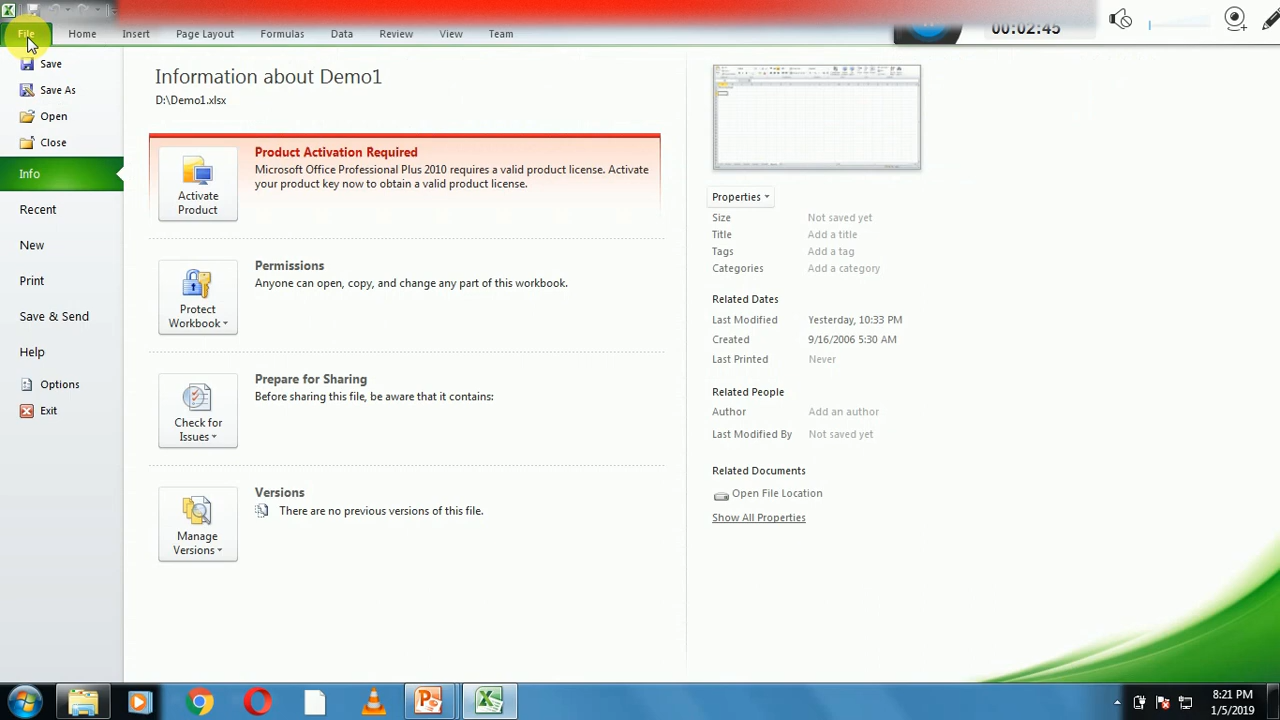 00:02:45
File Home Insert Page Layout Formulas Data Review View Team
Save
Save As
Open
Close
Info
Recent
New
Print
Save & Send
Help
Options
Exit
Information about Demo1
D:\Demo1.xlsx
Activate
Product
Product Activation Required
Microsoft Office Professional Plus 2010 requires a valid product license. Activate
your product key now to obtain a valid product license.
Protect
Workbook
Permissions
Anyone can open, copy, and change any part of this workbook.
Check for
Issues
Prepare for Sharing
Before sharing this file, be aware that it contains:
Manage
Versions
Versions
There are no previous versions of this file.
Properties
Size Not saved yet
Title Add a title
Tags Add a tag
Categories Add a category
Related Dates
Last Modified Yesterday, 10:33 PM
Created 9/16/2006 5:30 AM
Last Printed Never
Related People
Author Add an author
Last Modified By Not saved yet
Related Documents
Open File Location
Show All Properties
8:21 PM
1/5/2019